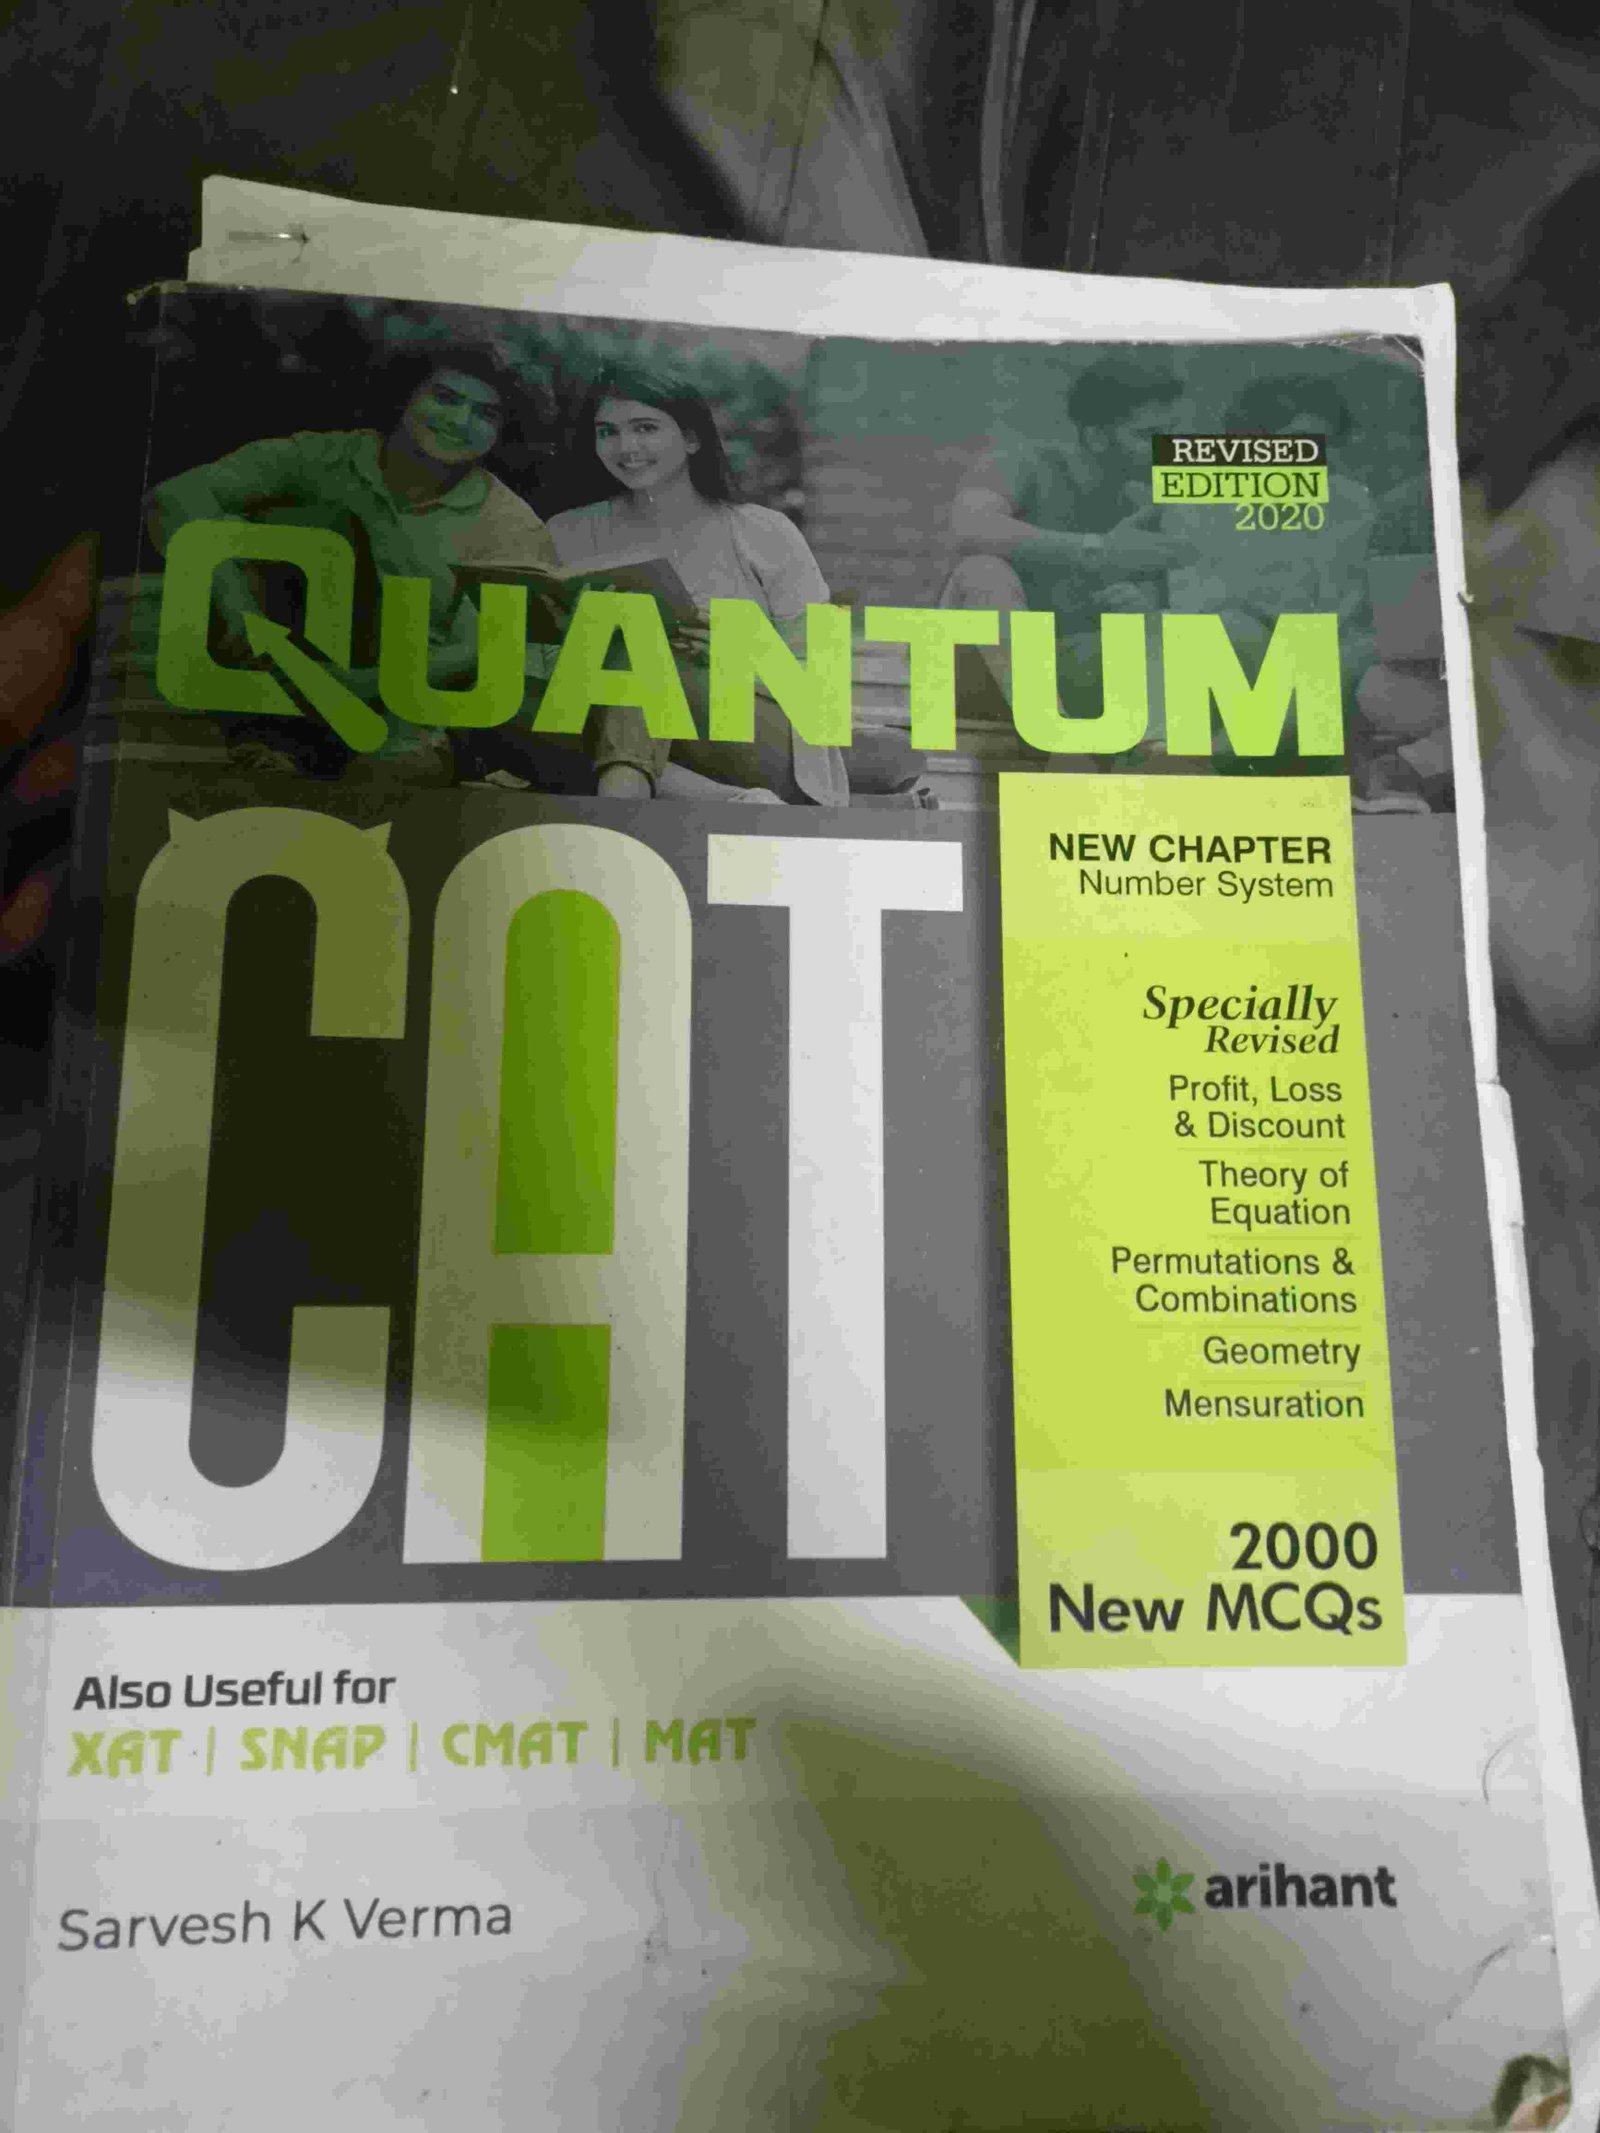 REVISED
EDITION
2020
QUANTUM
CAT
NEW CHAPTER
Number System
Specially
Revised
Profit, Loss
& Discount
Theory of
Equation
Permutations &
Combinations
Geometry
Mensuration
2000
New MCQs
Also Useful for
XAT | SNAP | CMAT | MAT
Sarvesh K Verma
arihant